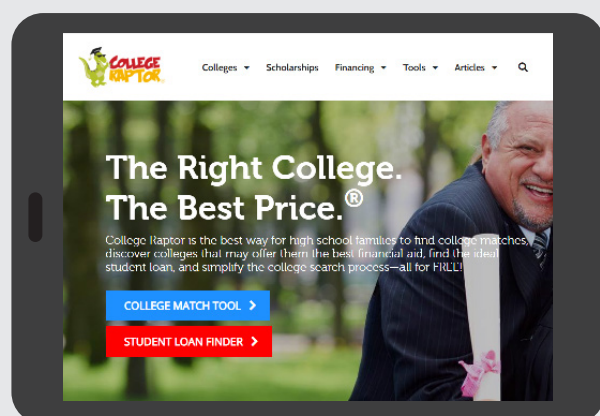 COLLEGE
RAPTOR
Colleges Scholarships Financing Tools Articles
The Right College.
The Best Price.®
College Raptor is the best way for high school families to find college matches,
discover colleges that may offer them the best financial aid, find the ideal
student loan, and simplify the college search process—all for FREE!
COLLEGE MATCH TOOL
STUDENT LOAN FINDER